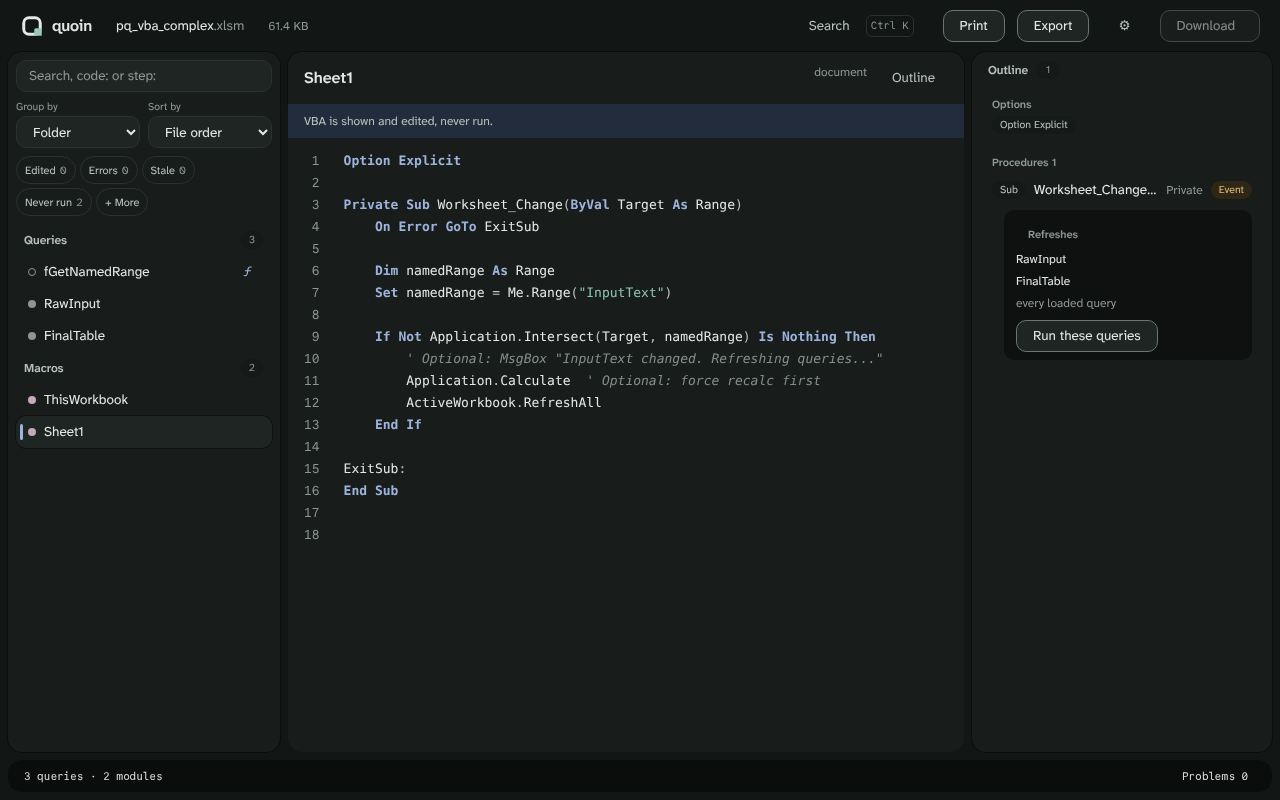 quoin
pq_vba_complex.xlsm
61.4 KB
Search
Ctrl K
Print
Export
Download
Search, code: or step:
Group by
Sort by
Folder
File order
Edited 0
Errors 0
Stale 0
Never run 2
+ More
Queries
3
fGetNamedRange
ƒ
RawInput
FinalTable
Macros
2
ThisWorkbook
Sheet1
Sheet1
document
Outline
VBA is shown and edited, never run.
1 Option Explicit
2
3 Private Sub Worksheet_Change(ByVal Target As Range)
4     On Error GoTo ExitSub
5
6     Dim namedRange As Range
7     Set namedRange = Me.Range("InputText")
8
9     If Not Application.Intersect(Target, namedRange) Is Nothing Then
10         ' Optional: MsgBox "InputText changed. Refreshing queries..."
11         Application.Calculate  ' Optional: force recalc first
12         ActiveWorkbook.RefreshAll
13     End If
14
15 ExitSub:
16 End Sub
17
18
Outline
1
Options
Option Explicit
Procedures 1
Sub
Worksheet_Change...
Private
Event
Refreshes
RawInput
FinalTable
every loaded query
Run these queries
3 queries · 2 modules
Problems 0